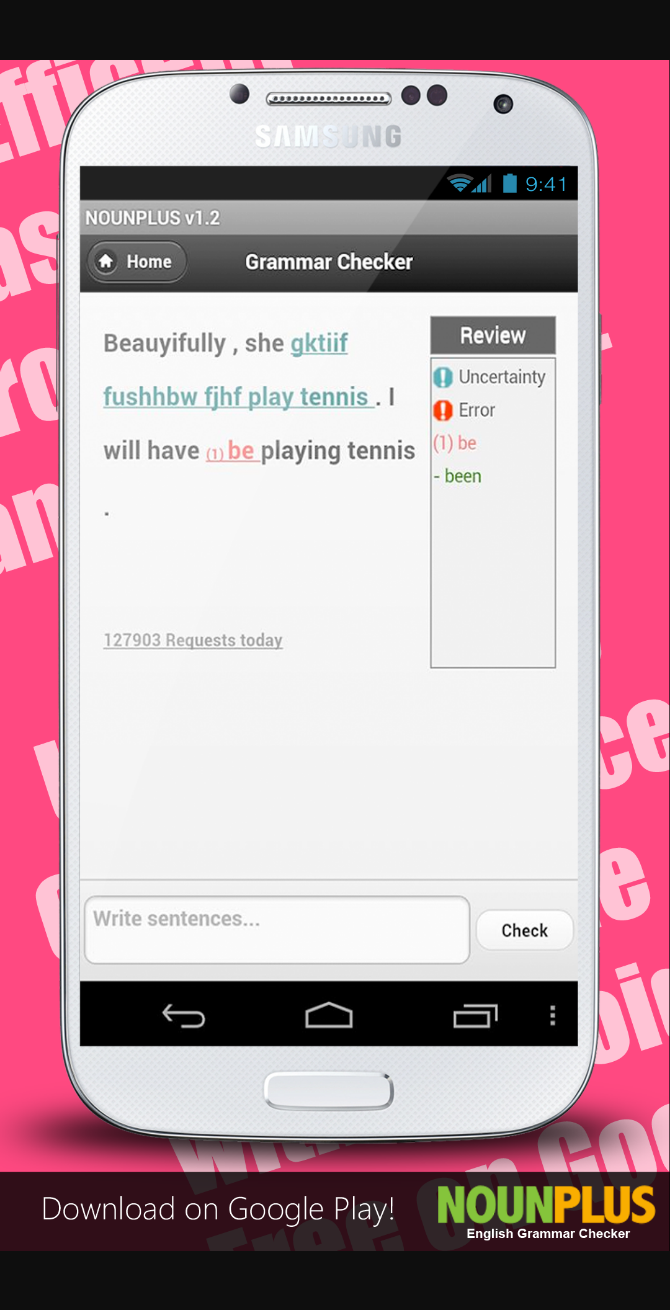 SAMSUNG
9:41
NOUNPLUS v1.2
Home
Grammar Checker
Beauyifully , she gktiif
fushhbw fjhf play tennis . I
will have (1) be playing tennis
.
Review
Uncertainty
Error
(1) be
- been
127903 Requests today
Write sentences...
Check
Download on Google Play!
NOUNPLUS
English Grammar Checker